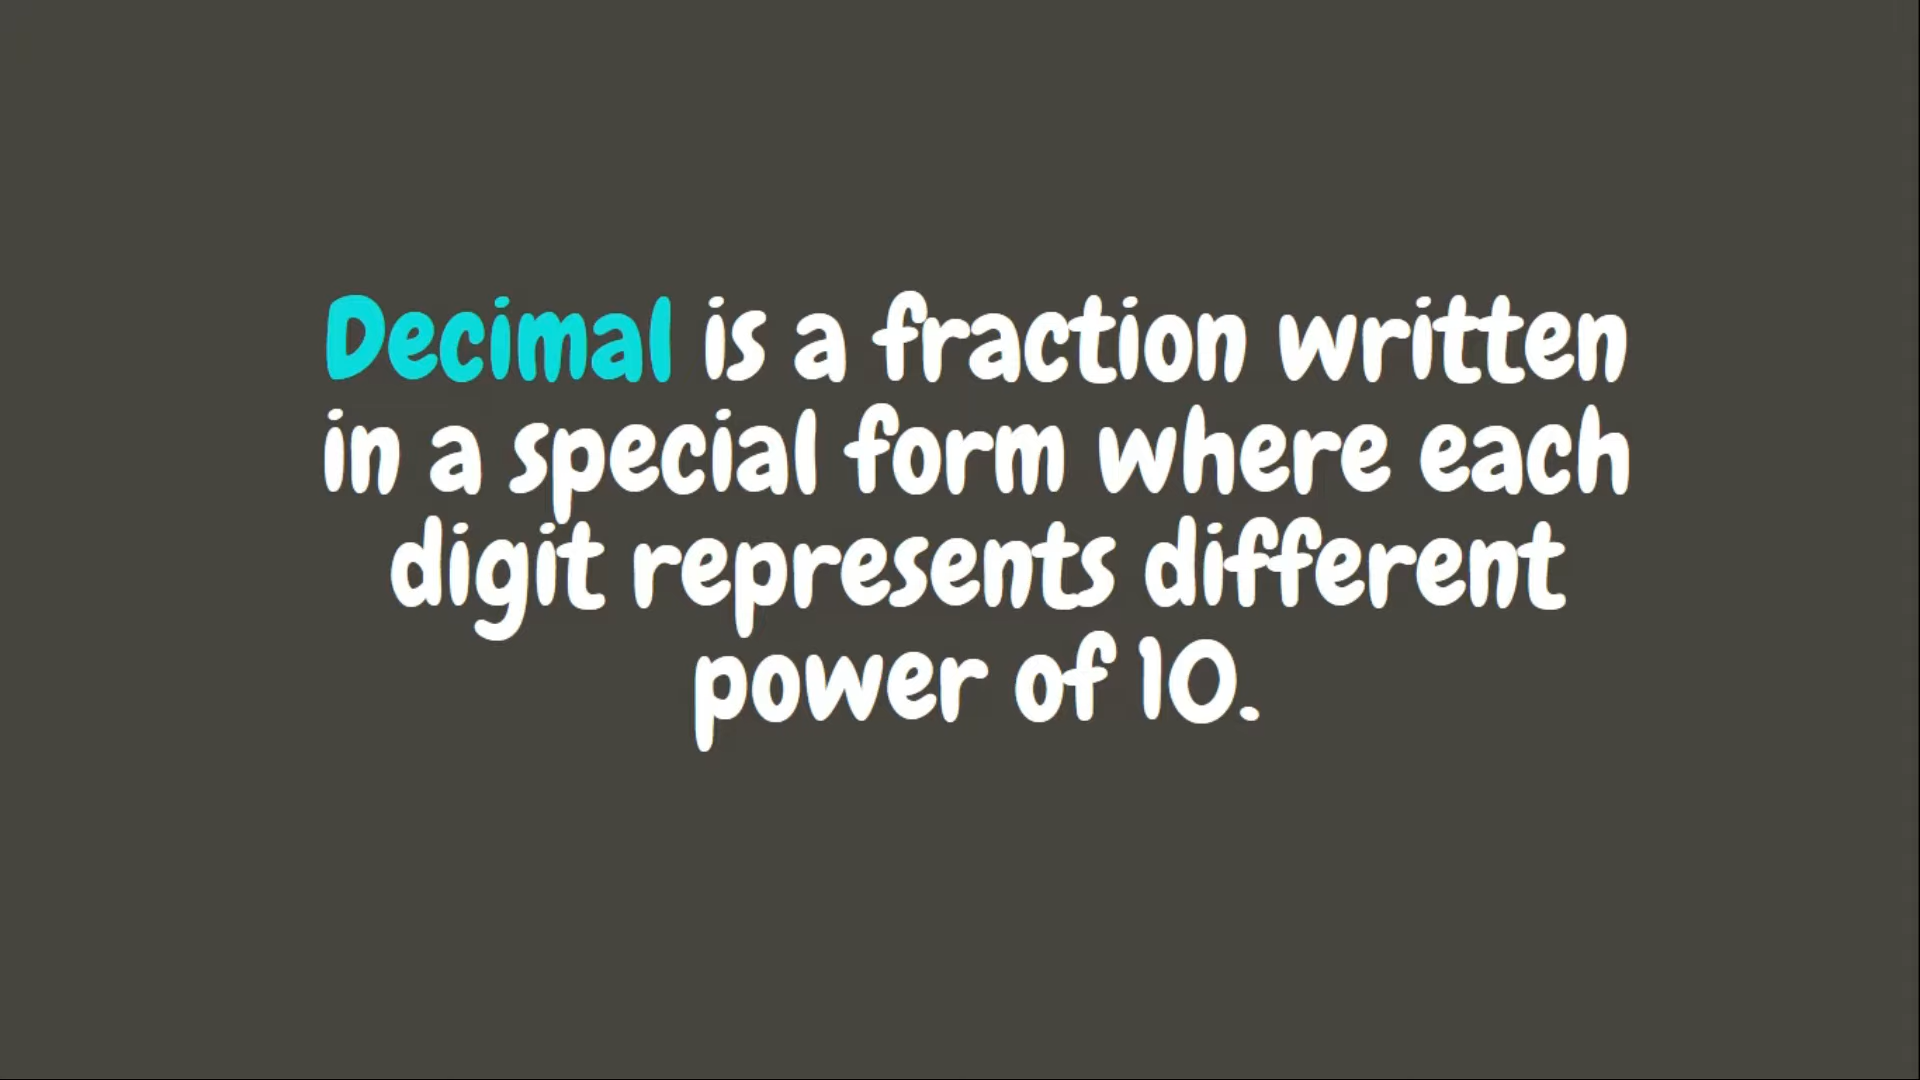 Decimal is a fraction written
in a special form where each
digit represents different
power of 10.